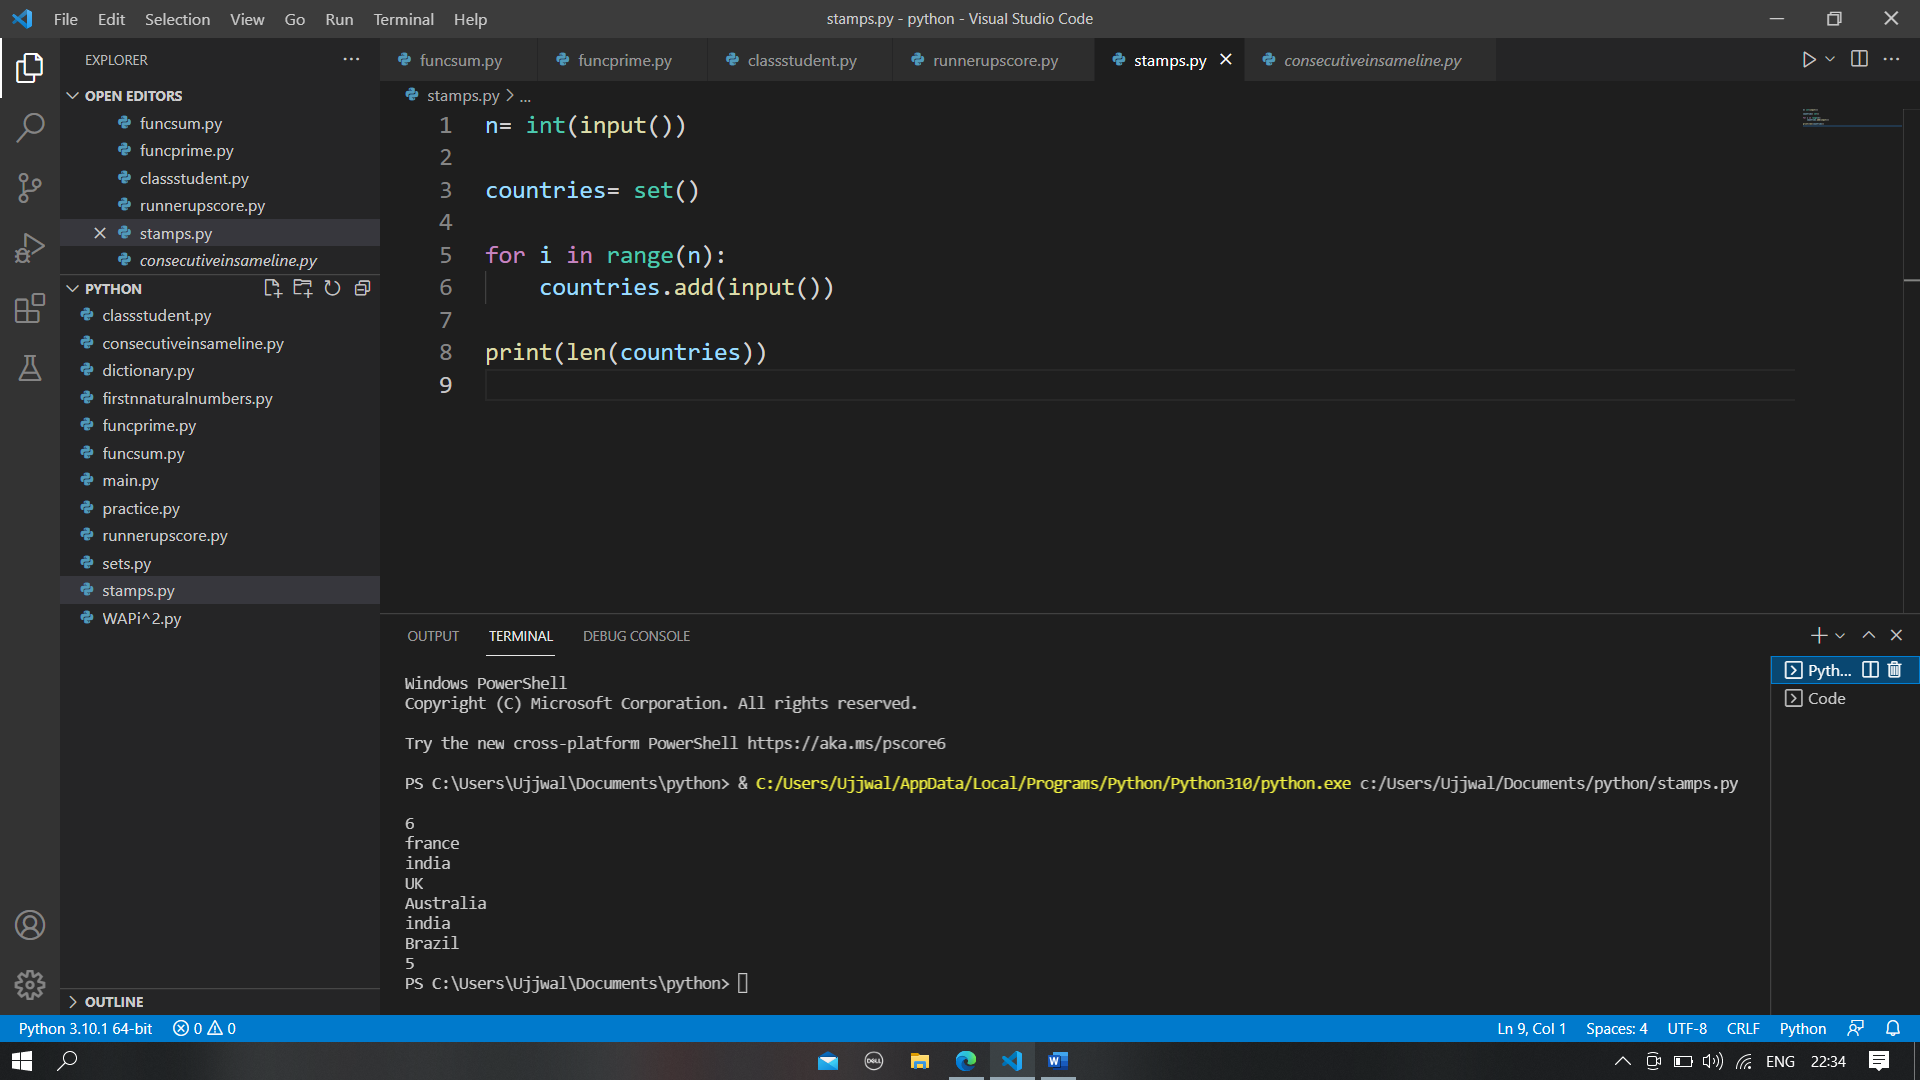 File Edit Selection View Go Run Terminal Help
stamps.py - python - Visual Studio Code
EXPLORER
OPEN EDITORS
funcsum.py
funcprime.py
classstudent.py
runnerupscore.py
stamps.py
consecutiveinsameline.py
PYTHON
classstudent.py
consecutiveinsameline.py
dictionary.py
firstnnaturalnumbers.py
funcprime.py
funcsum.py
main.py
practice.py
runnerupscore.py
sets.py
stamps.py
WAPi^2.py
OUTLINE
funcsum.py funcprime.py classstudent.py runnerupscore.py stamps.py consecutiveinsameline.py
stamps.py > ...
1 n= int(input())
2
3 countries= set()
4
5 for i in range(n):
6 countries.add(input())
7
8 print(len(countries))
9
OUTPUT TERMINAL DEBUG CONSOLE
Pyth...
Code
Windows PowerShell
Copyright (C) Microsoft Corporation. All rights reserved.
Try the new cross-platform PowerShell https://aka.ms/pscore6
PS C:\Users\Ujjwal\Documents\python> & C:/Users/Ujjwal/AppData/Local/Programs/Python/Python310/python.exe c:/Users/Ujjwal/Documents/python/stamps.py
6
france
india
UK
Australia
india
Brazil
5
PS C:\Users\Ujjwal\Documents\python>
Python 3.10.1 64-bit 0 0 Ln 9, Col 1 Spaces: 4 UTF-8 CRLF Python
DELL
W
ENG 22:34